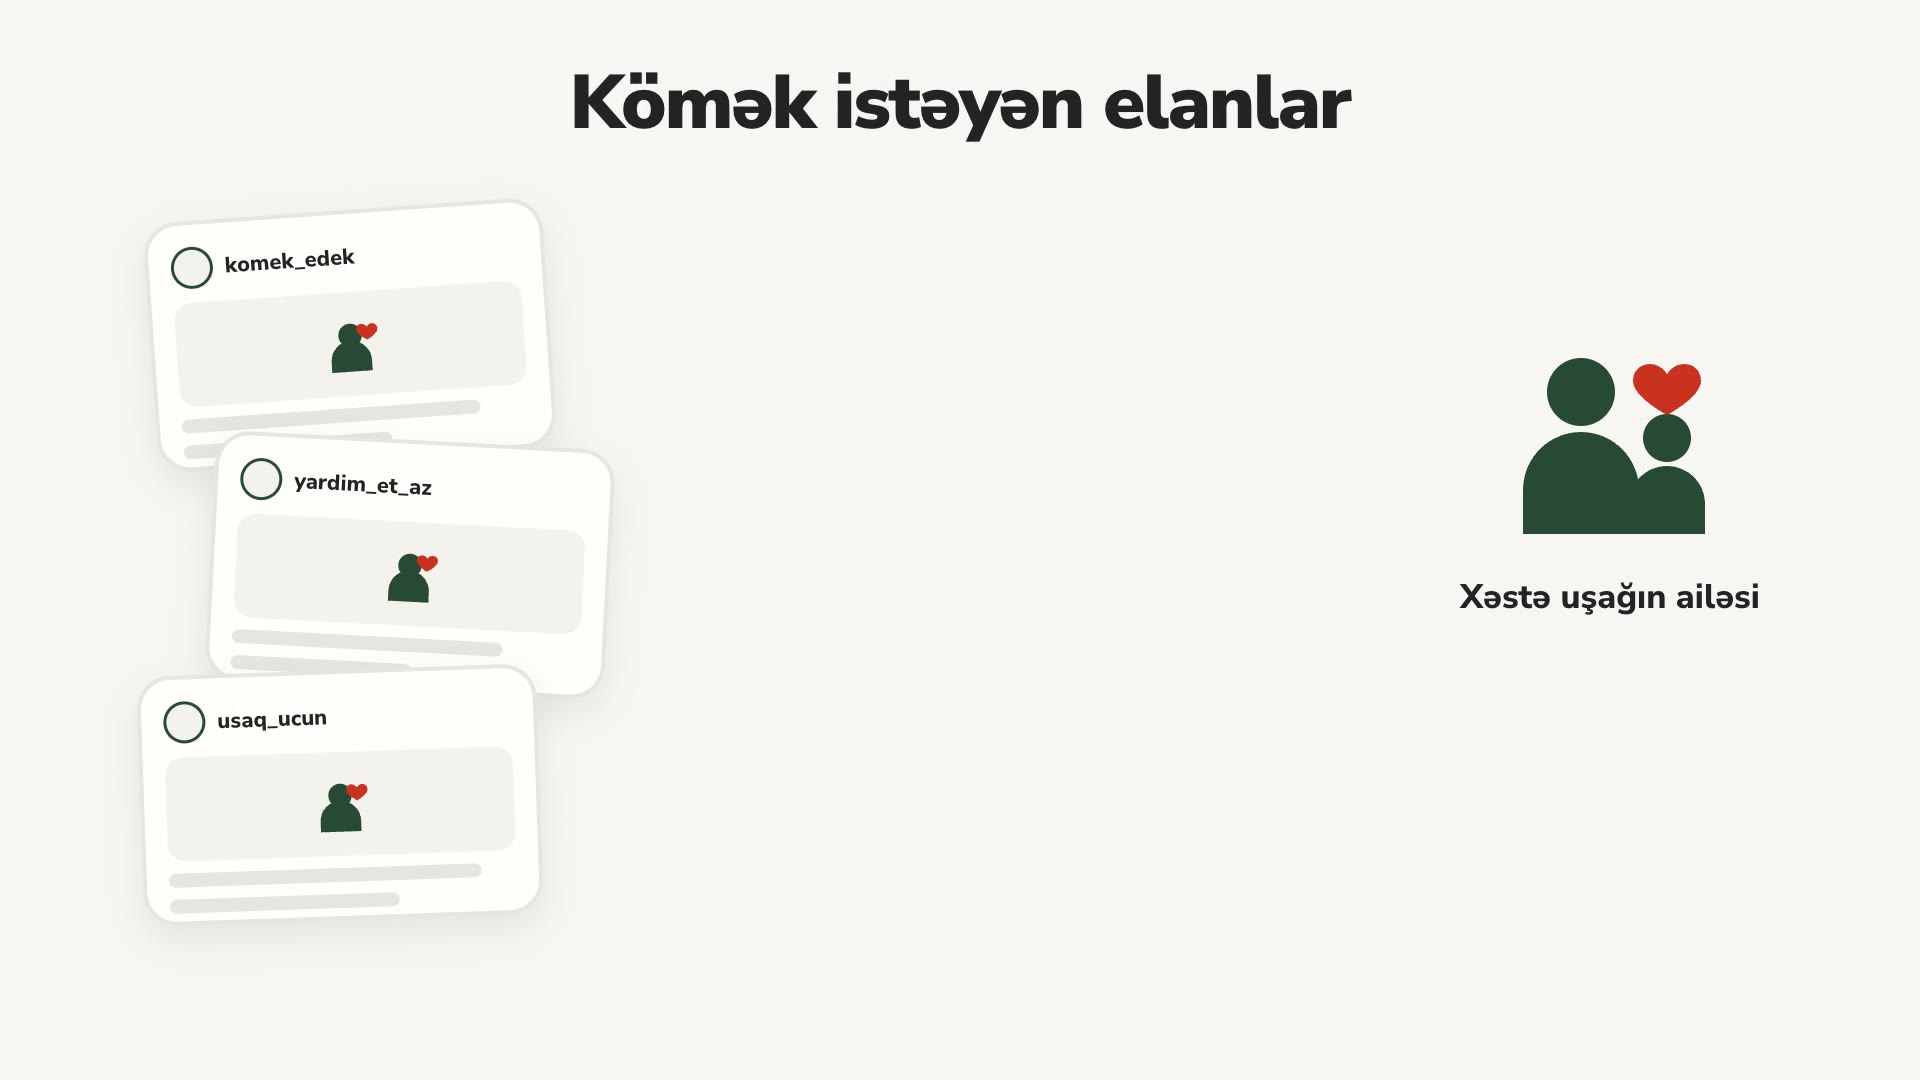 Kömək istəyən elanlar
komek_edek
yardim_et_az
usaq_ucun
Xəstə uşağın ailəsi